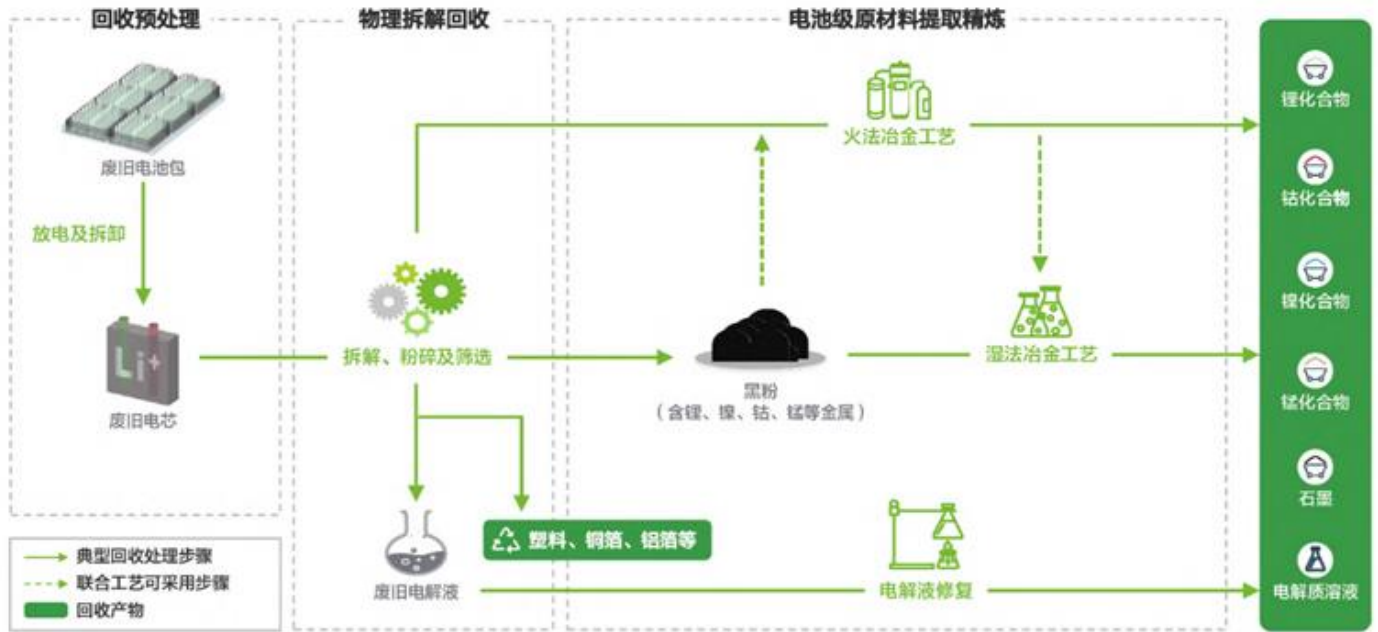 回收预处理
物理拆解回收
电池级原材料提取精炼
废旧电池包
放电及拆卸
Li+
废旧电芯
拆解、粉碎及筛选
火法冶金工艺
黑粉
（含锂、镍、钴、锰等金属）
湿法冶金工艺
塑料、铜箔、铝箔等
废旧电解液
电解液修复
锂化合物
钴化合物
镍化合物
锰化合物
石墨
电解质溶液
典型回收处理步骤
联合工艺可采用步骤
回收产物